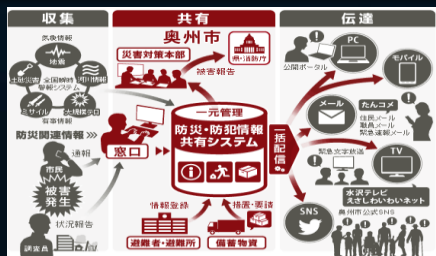 収集
気象情報
地震
土砂災害
河川情報
全国瞬時
警報システム
ミサイル
大規模テロ
有事情報
防災関連情報
通報
市民
被害
発生
状況報告
調査員
共有
奥州市
災害対策本部
県・消防庁
被害報告
窓口
一元管理
防災・防犯情報
共有システム
情報登録
措置・要請
避難者・避難所
備蓄物資
一括配信
伝達
PC
公開ポータル
モバイル
メール
たんコメ
住民メール
職員メール
緊急速報メール
緊急文字放送
TV
水沢テレビ
えさしわいわいネット
SNS
奥州市公式SNS